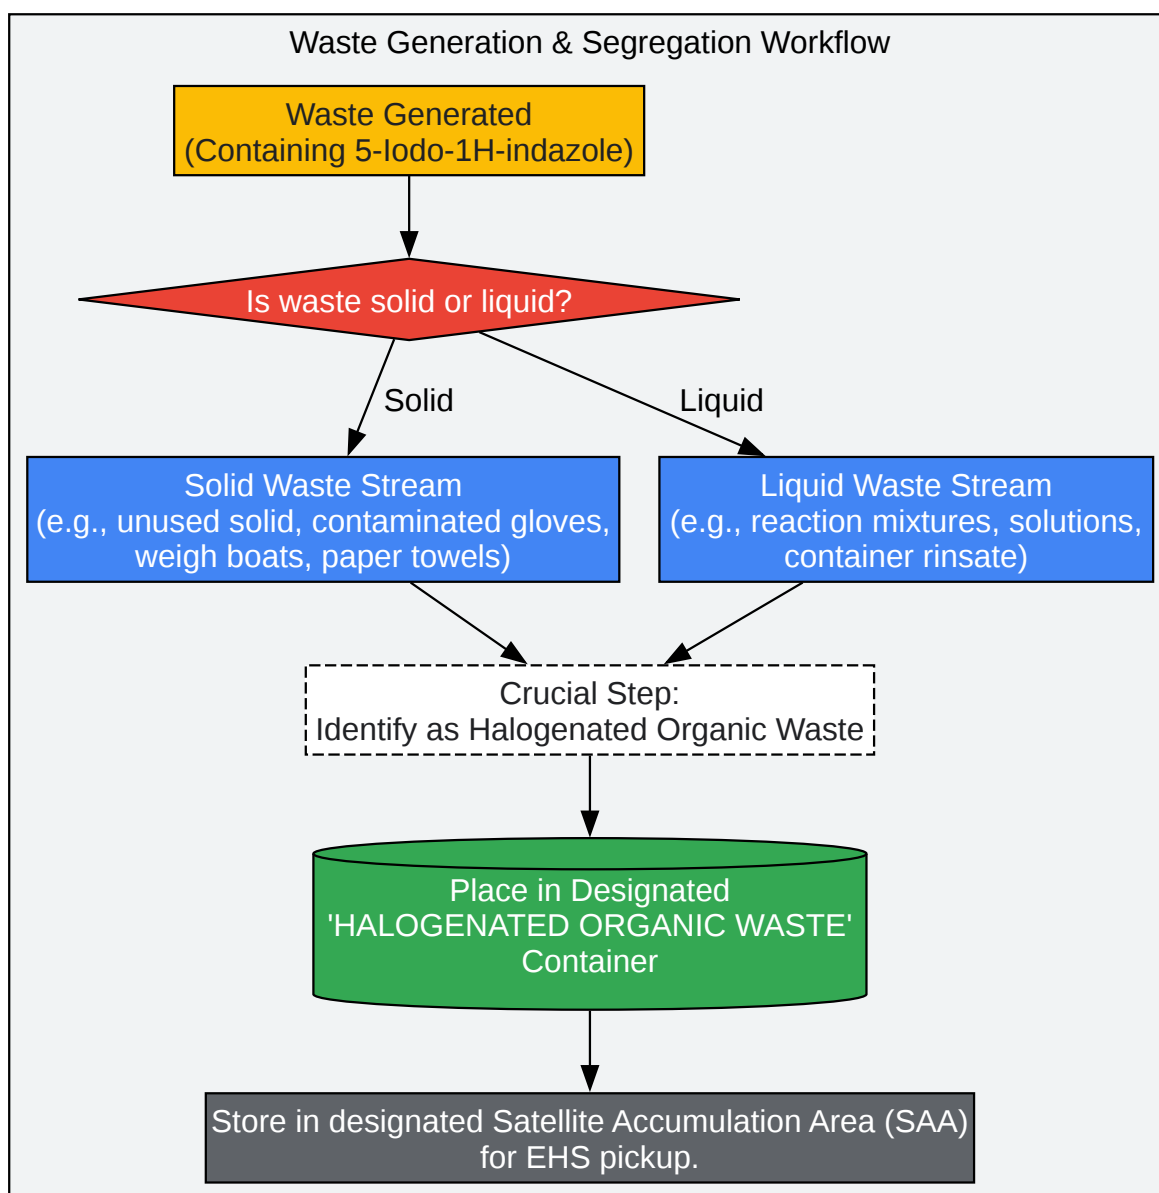 Waste Generation & Segregation Workflow
Waste Generated
(Containing 5-Iodo-1H-indazole)
Is waste solid or liquid?
Solid
Liquid
Solid Waste Stream
(e.g., unused solid, contaminated gloves,
weigh boats, paper towels)
Liquid Waste Stream
(e.g., reaction mixtures, solutions,
container rinsate)
Crucial Step:
Identify as Halogenated Organic Waste
Place in Designated
'HALOGENATED ORGANIC WASTE'
Container
Store in designated Satellite Accumulation Area (SAA)
for EHS pickup.